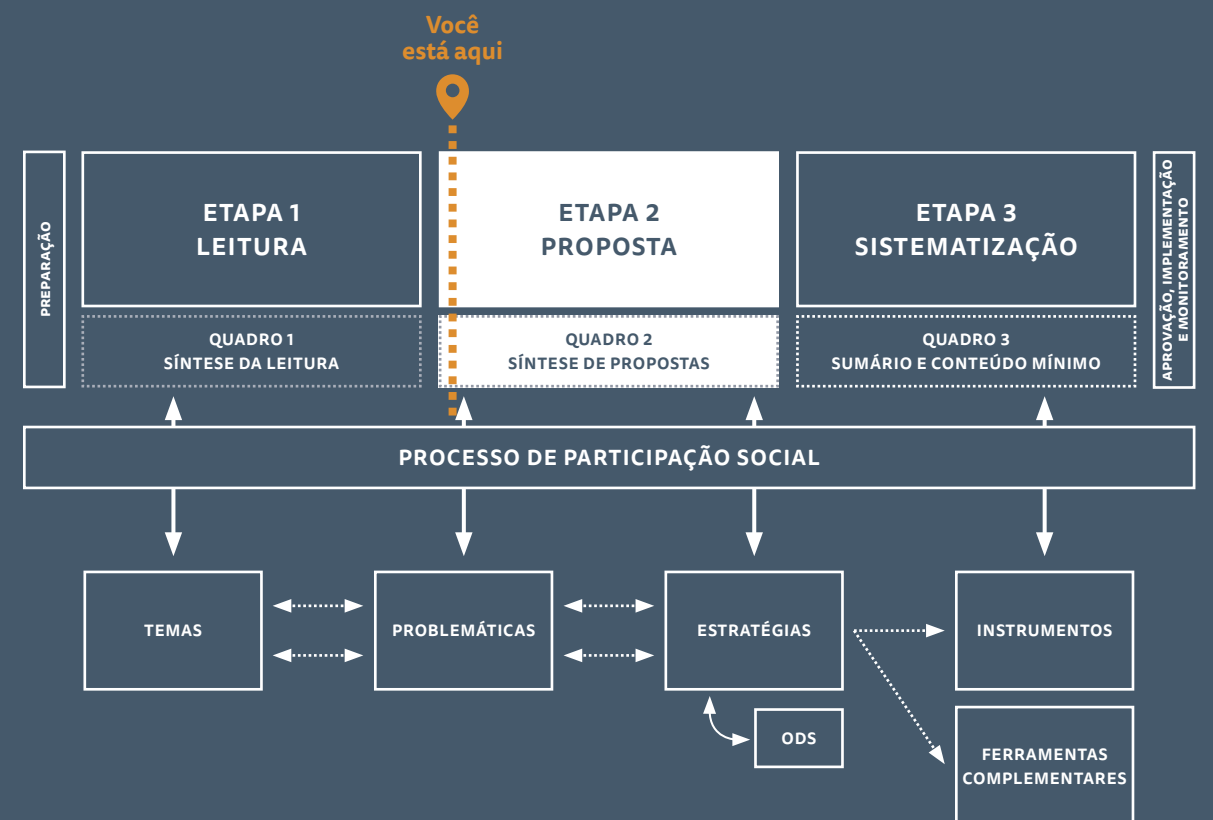 Você
está aqui
PREPARAÇÃO
ETAPA 1
LEITURA
QUADRO 1
SÍNTESE DA LEITURA
ETAPA 2
PROPOSTA
QUADRO 2
SÍNTESE DE PROPOSTAS
ETAPA 3
SISTEMATIZAÇÃO
QUADRO 3
SUMÁRIO E CONTEÚDO MÍNIMO
APROVAÇÃO, IMPLEMENTAÇÃO
E MONITORAMENTO
PROCESSO DE PARTICIPAÇÃO SOCIAL
TEMAS
PROBLEMÁTICAS
ESTRATÉGIAS
INSTRUMENTOS
ODS
FERRAMENTAS
COMPLEMENTARES